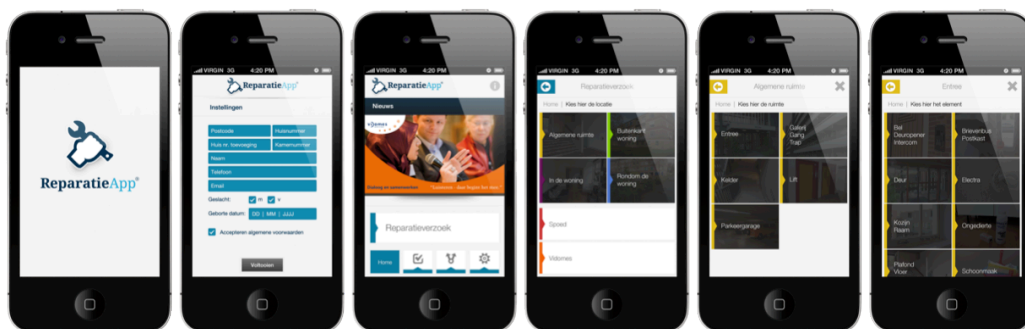 ReparatieApp®
VIRGIN 3G 4:20 PM
ReparatieApp®
Instellingen
Postcode Huisnummer
Huis nr. toevoeging Kamernummer
Naam
Telefoon
Email
Geslacht: m v
Geborte datum: DD | MM | JJJJ
Accepteren algemene voorwaarden
Voltooien
VIRGIN 3G 4:20 PM
ReparatieApp®
Nieuws
Reparatieverzoek
Home
VIRGIN 3G 4:20 PM
Reparatieverzoek
Home | Kies hier de locatie
Algemene ruimte
Buitenkant
woning
In de woning
Rondom de
woning
Spoed
VIRGIN 3G 4:20 PM
Algemene ruimte
Home | Kies hier de ruimte
Entree
Galerij
Gang
Trap
Kelder
Lift
Parkeergarage
VIRGIN 3G 4:20 PM
Entree
Home | Kies hier het element
Bel
Deuropener
Intercom
Brievenbus
Postkast
Deur
Electra
Kozijn
Raam
Ongedierte
Plafond
Vloer
Schoonmaak